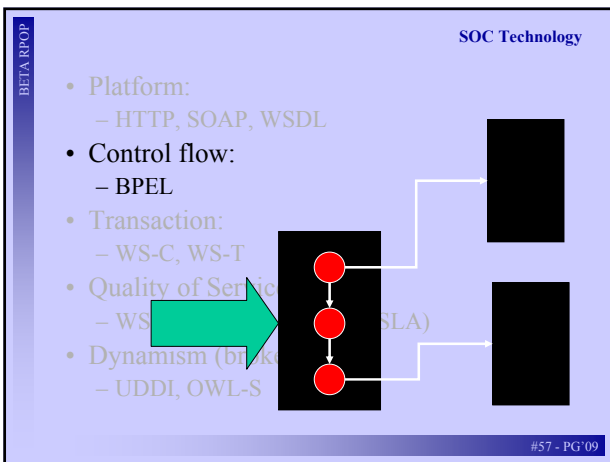 BETA RPOP
SOC Technology
• Platform:
– HTTP, SOAP, WSDL
• Control flow:
– BPEL
• Transaction:
– WS-C, WS-T
• Quality of Servic
– WS SLA)
• Dynamism (broke
– UDDI, OWL-S
#57 - PG'09